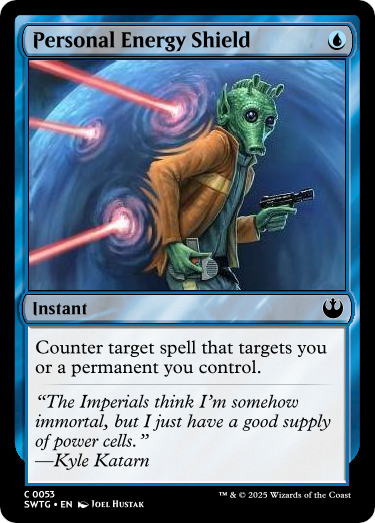 Personal Energy Shield
Instant
Counter target spell that targets you
or a permanent you control.
“The Imperials think I’m somehow
immortal, but I just have a good supply
of power cells.”
—Kyle Katarn
C 0053
SWTG • EN Joel Hustak
™ & © 2025 Wizards of the Coast